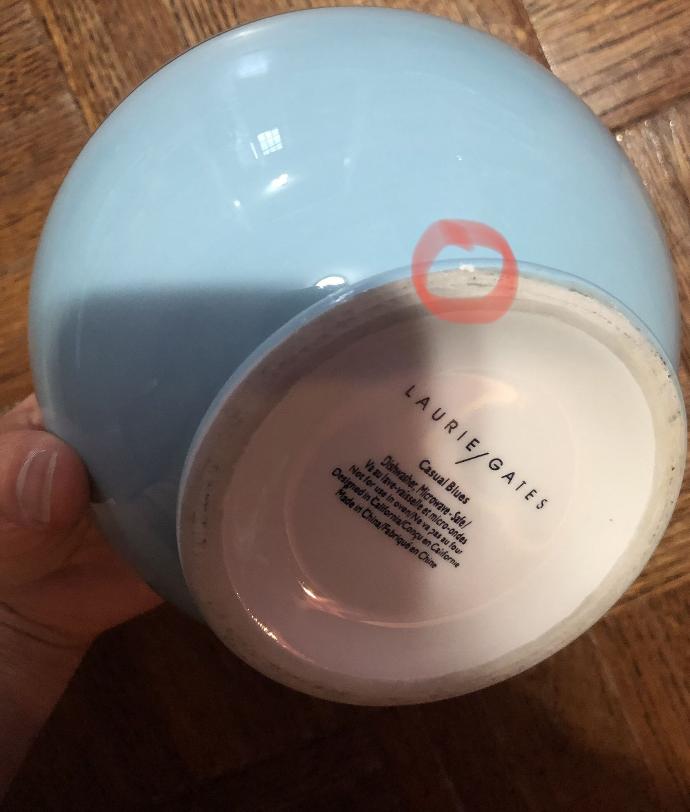 LAURIE/GATES
Casual Blues
Dishwasher, Microwave-Safe/
Va au lave-vaisselle et micro-ondes
Not for use in oven/Ne va pas au four
Designed in California/Conçu en Californie
Made in China/Fabriqué en Chine